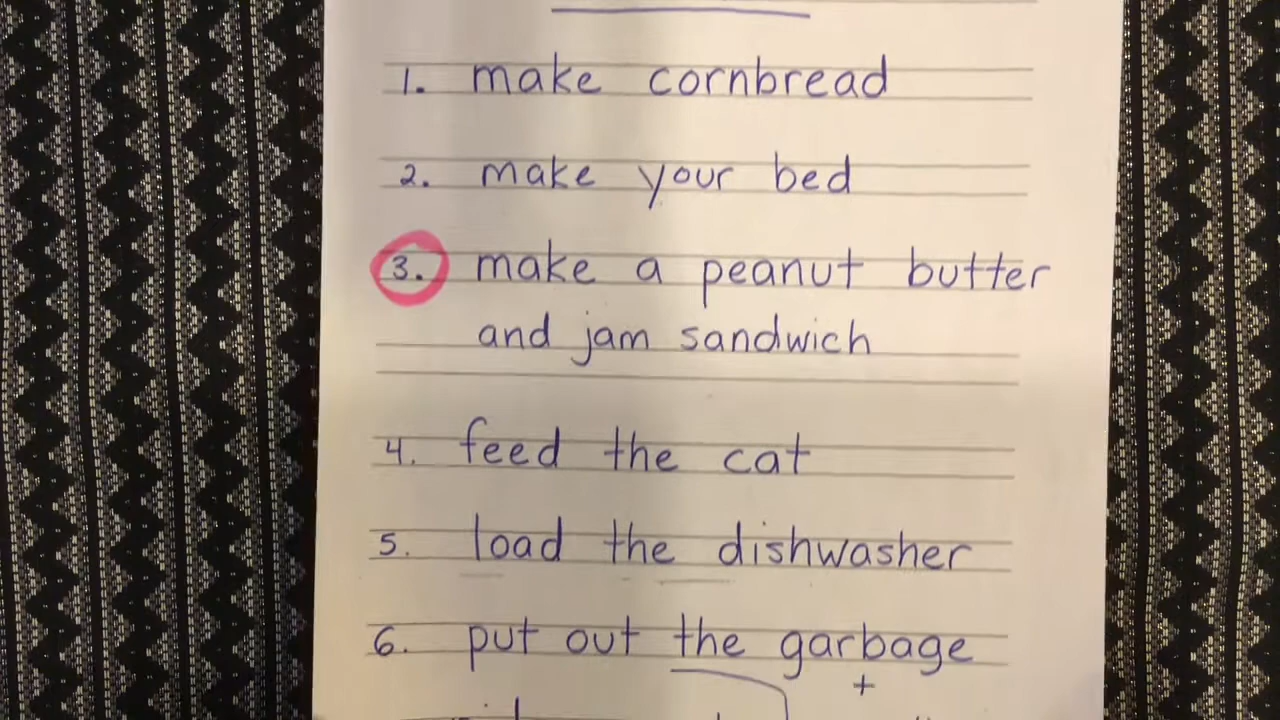 1. make cornbread
2. make your bed
3. make a peanut butter
and jam sandwich
4. feed the cat
5. load the dishwasher
6. put out the garbage
+